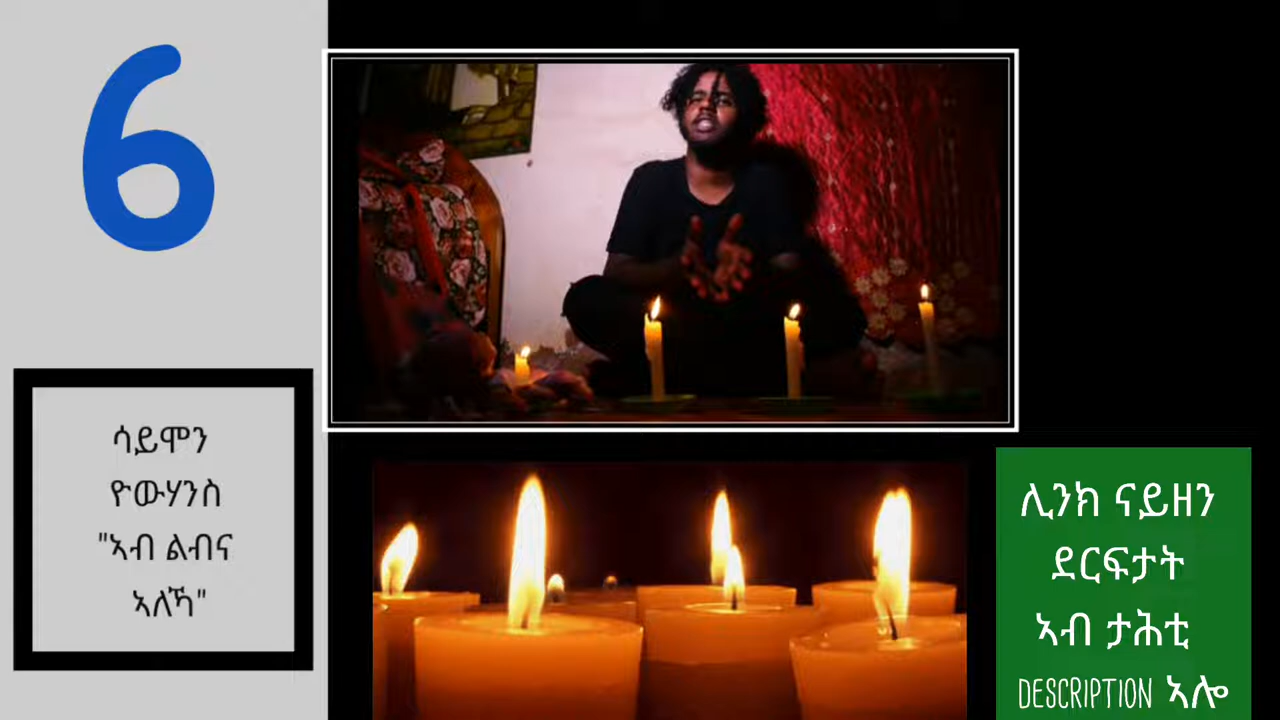 6
ሳይሞን
ዮውሃንስ
"ኣብ ልብና
ኣለኻ"
ሊንክ ናይዘን
ደርፍታት
ኣብ ታሕቲ
DESCRIPTION ኣሎ